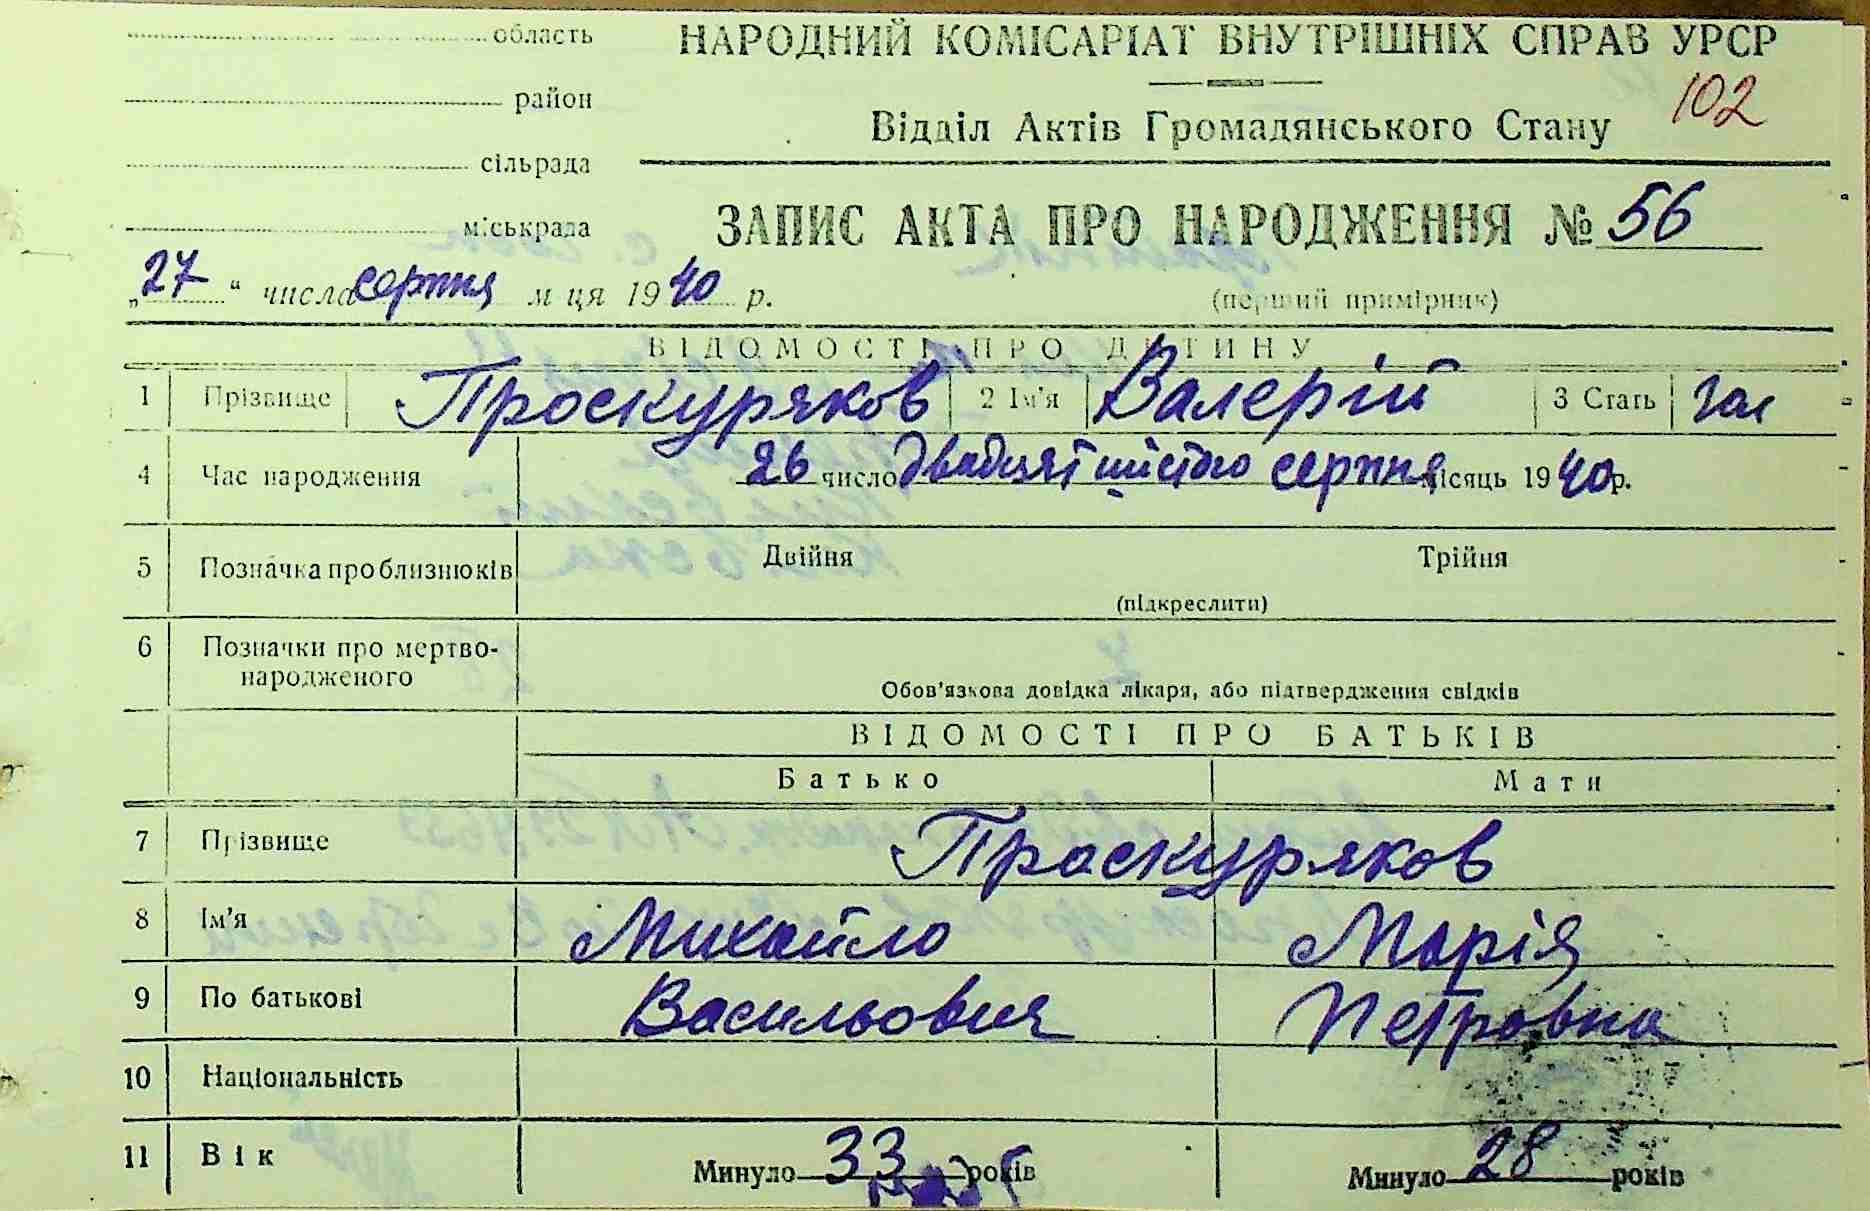 область
НАРОДНИЙ КОМІСАРІАТ ВНУТРІШНІХ СПРАВ УРСР
район
102
Відділ Актів Громадянського Стану
сільрада
міськрада
ЗАПИС АКТА ПРО НАРОДЖЕННЯ № 56
„27“ числа серпня м ця 1940 р.
(перший примірник)
ВІДОМОСТІ ПРО ДИТИНУ
1 Прізвище Проскуряков 2 Ім'я Валерій 3 Стать чол
4 Час народження 26 число двадцят шістого серпня місяць 1940 р.
5 Позначка про близнюків Двійня Трійня
(підкреслити)
6 Позначки про мертво-
народженого
Обов'язкова довідка лікаря, або підтвердження свідків
ВІДОМОСТІ ПРО БАТЬКІВ
Батько Мати
7 Прізвище Проскуряков
8 Ім'я Михайло Марія
9 По батькові Васильович Петровна
10 Національність
11 Вік Минуло 33 років Минуло 28 років